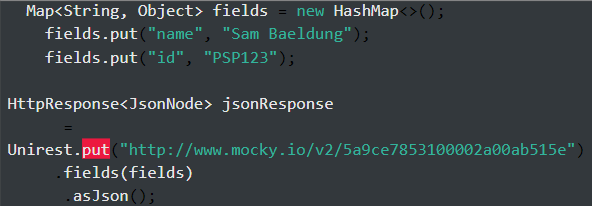 Map<String, Object> fields = new HashMap<>();
fields.put("name", "Sam Baeldung");
fields.put("id", "PSP123");
HttpResponse<JsonNode> jsonResponse
=
Unirest.put("http://www.mocky.io/v2/5a9ce7853100002a00ab515e")
.fields(fields)
.asJson();